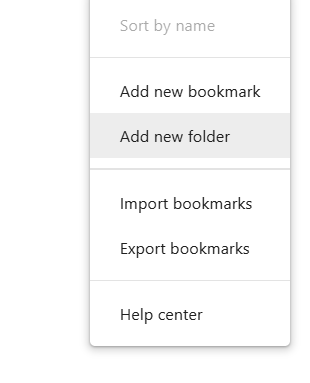 Sort by name
Add new bookmark
Add new folder
Import bookmarks
Export bookmarks
Help center